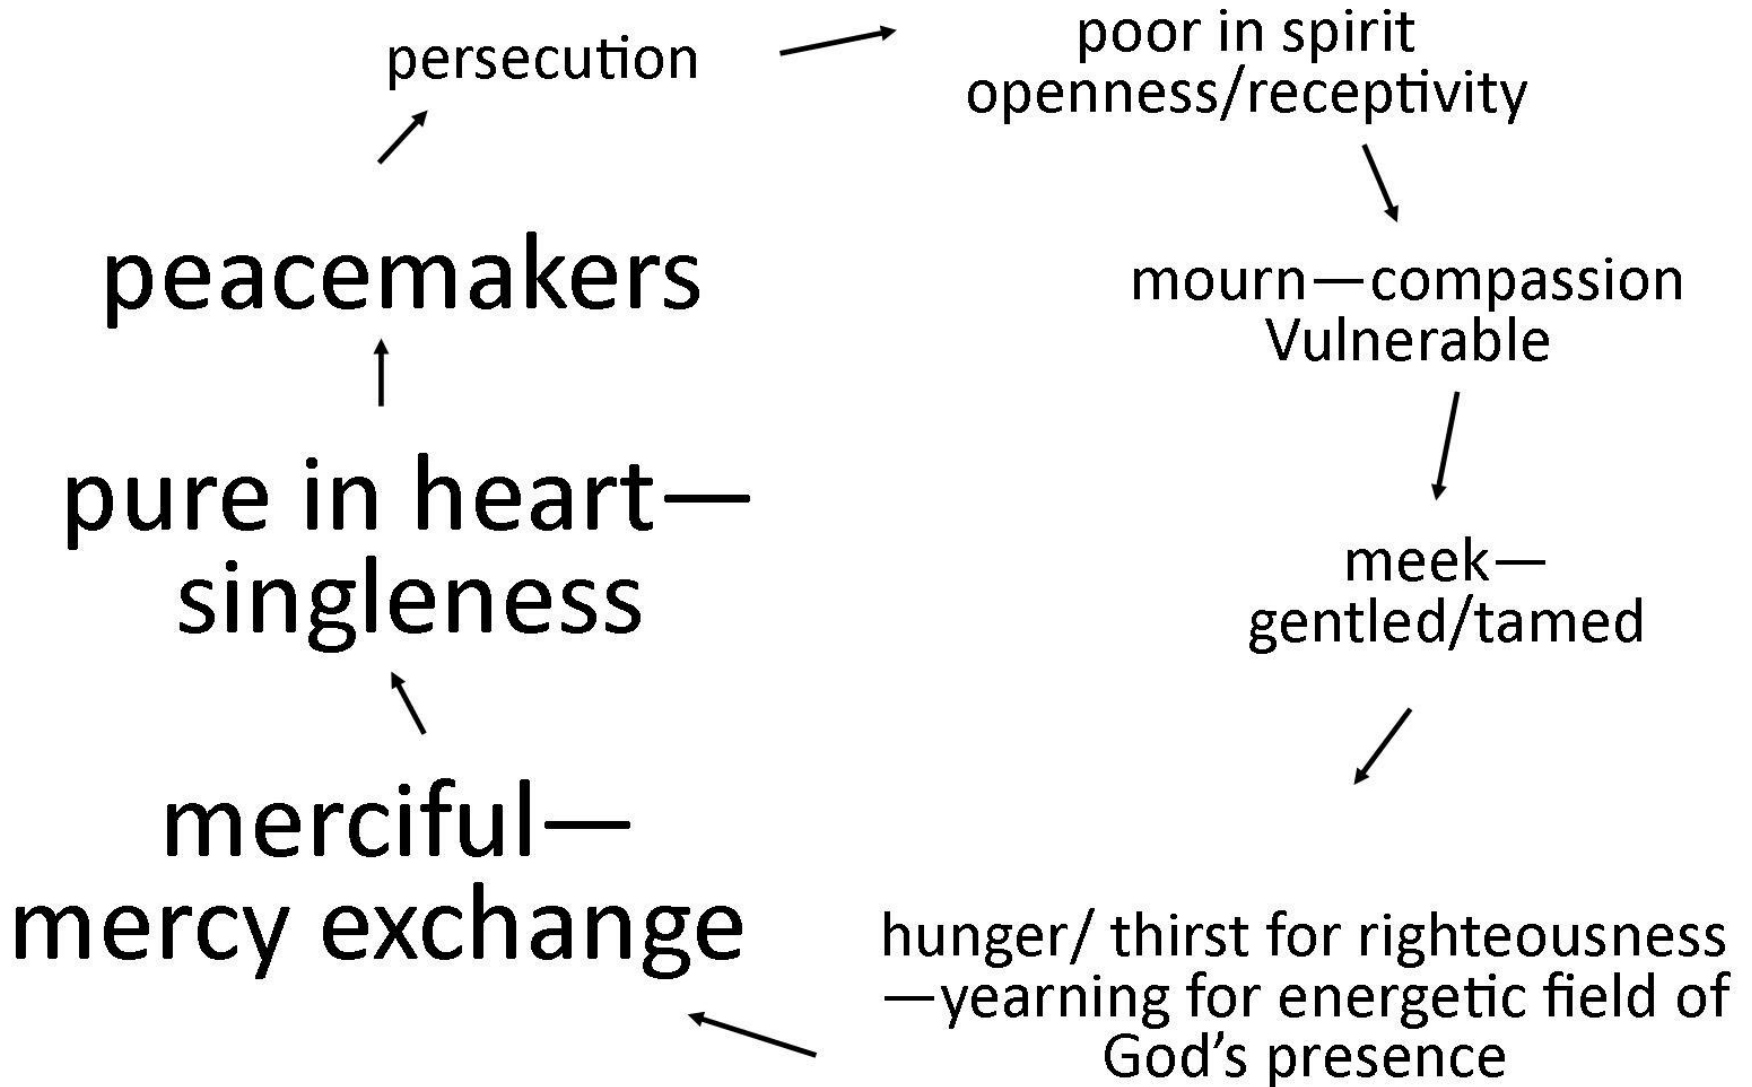 persecution
poor in spirit
openness/receptivity
mourn—compassion
Vulnerable
meek—
gentled/tamed
hunger/ thirst for righteousness
—yearning for energetic field of
God’s presence
merciful—
mercy exchange
pure in heart—
singleness
peacemakers